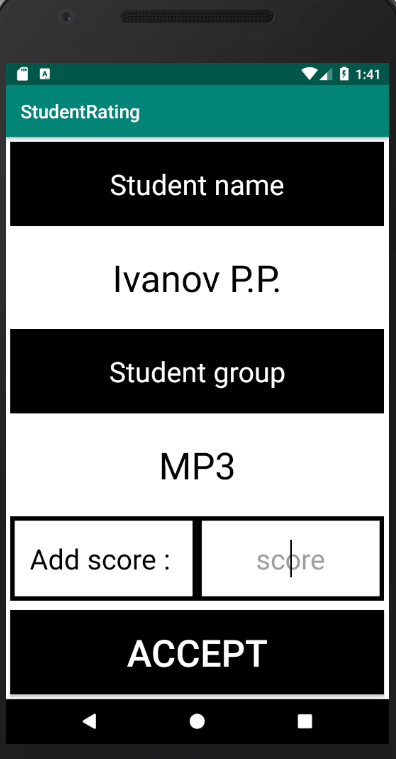 1:41
StudentRating
Student name
Ivanov P.P.
Student group
MP3
Add score :
score
ACCEPT